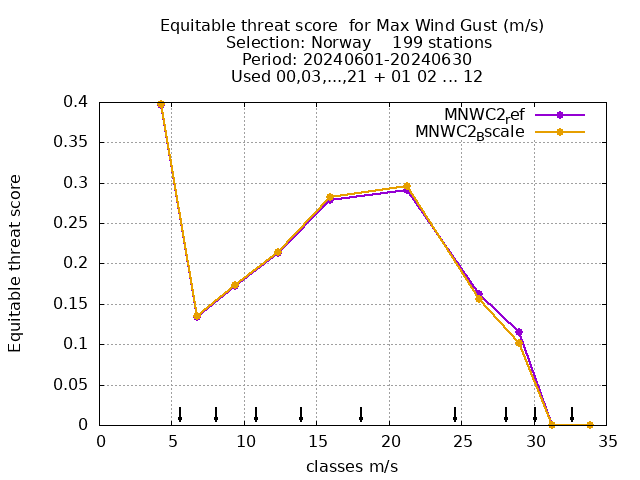 Equitable threat score  for Max Wind Gust (m/s)
Selection: Norway    199 stations
Period: 20240601-20240630
Used 00,03,...,21 + 01 02 ... 12
MNWC2ref
MNWC2Bscale
Equitable threat score
0.4
0.35
0.3
0.25
0.2
0.15
0.1
0.05
0
0 5 10 15 20 25 30 35
classes m/s